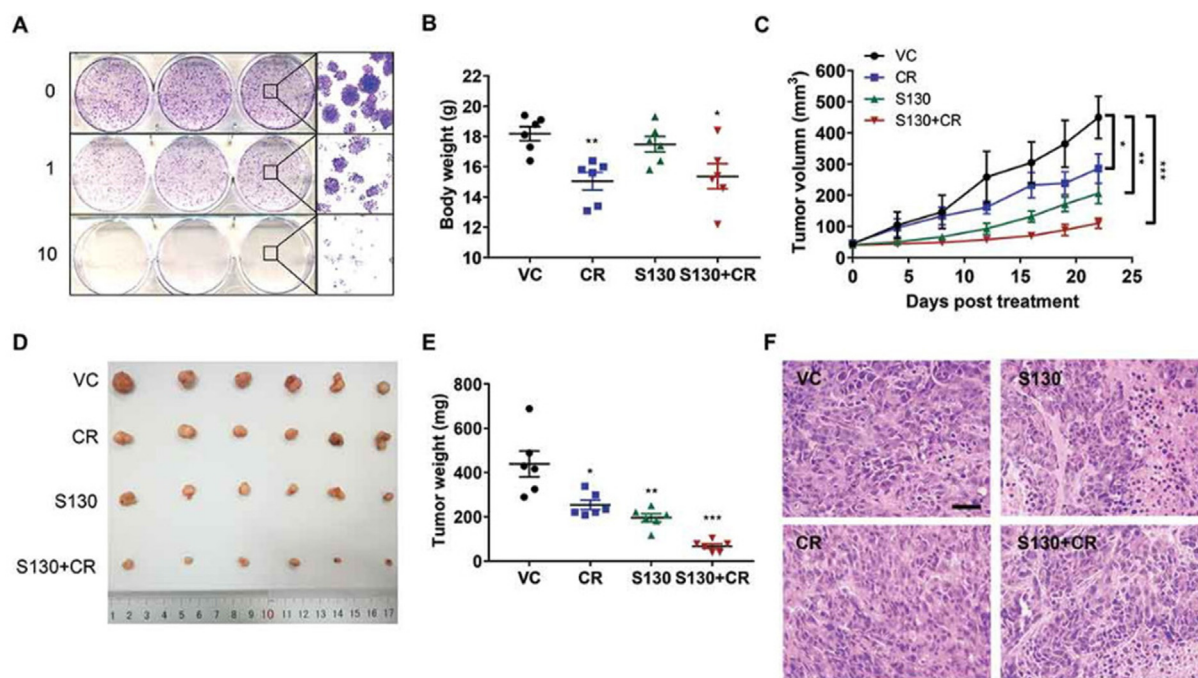 A
0
1
10
B
Body weight (g)
22
20
18
16
14
12
10
**
*
VC
CR
S130
S130+CR
C
VC
CR
S130
S130+CR
Tumor volumn (mm³)
600
500
400
300
200
100
0
0
5
10
15
20
25
Days post treatment
*
**
***
D
VC
CR
S130
S130+CR
1 2 3 4 5 6 7 8 9 10 11 12 13 14 15 16 17
E
Tumor weight (mg)
800
600
400
200
0
*
**
***
VC
CR
S130
S130+CR
F
VC
S130
CR
S130+CR